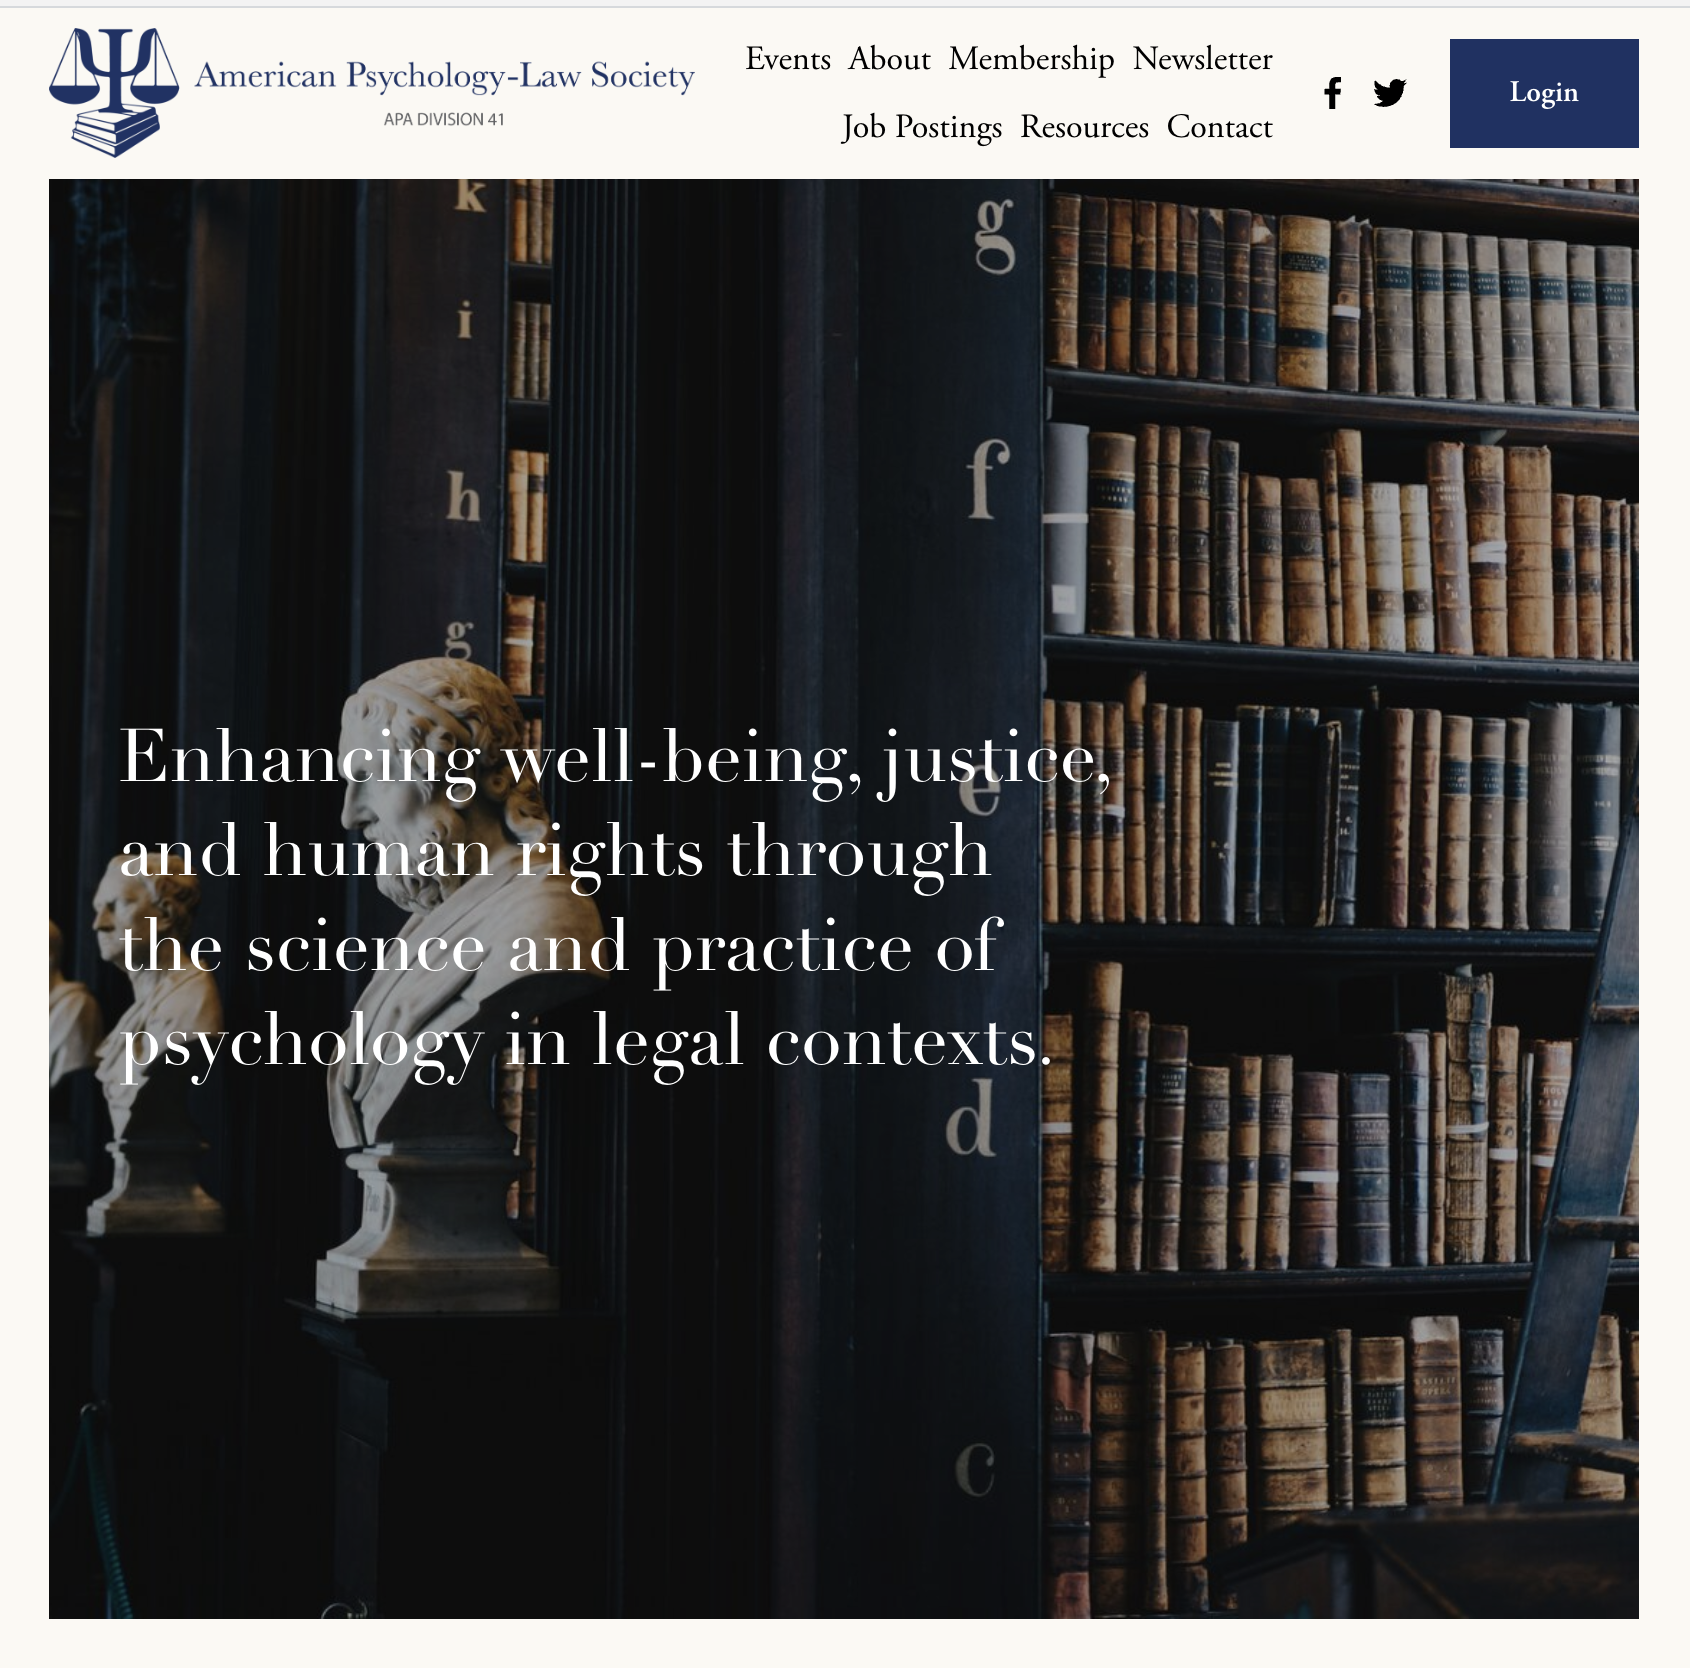 American Psychology-Law Society
APA DIVISION 41
Events About Membership Newsletter
Job Postings Resources Contact
Login
k
i
h
g
g
f
e
d
c
Enhancing well-being, justice,
and human rights through
the science and practice of
psychology in legal contexts.